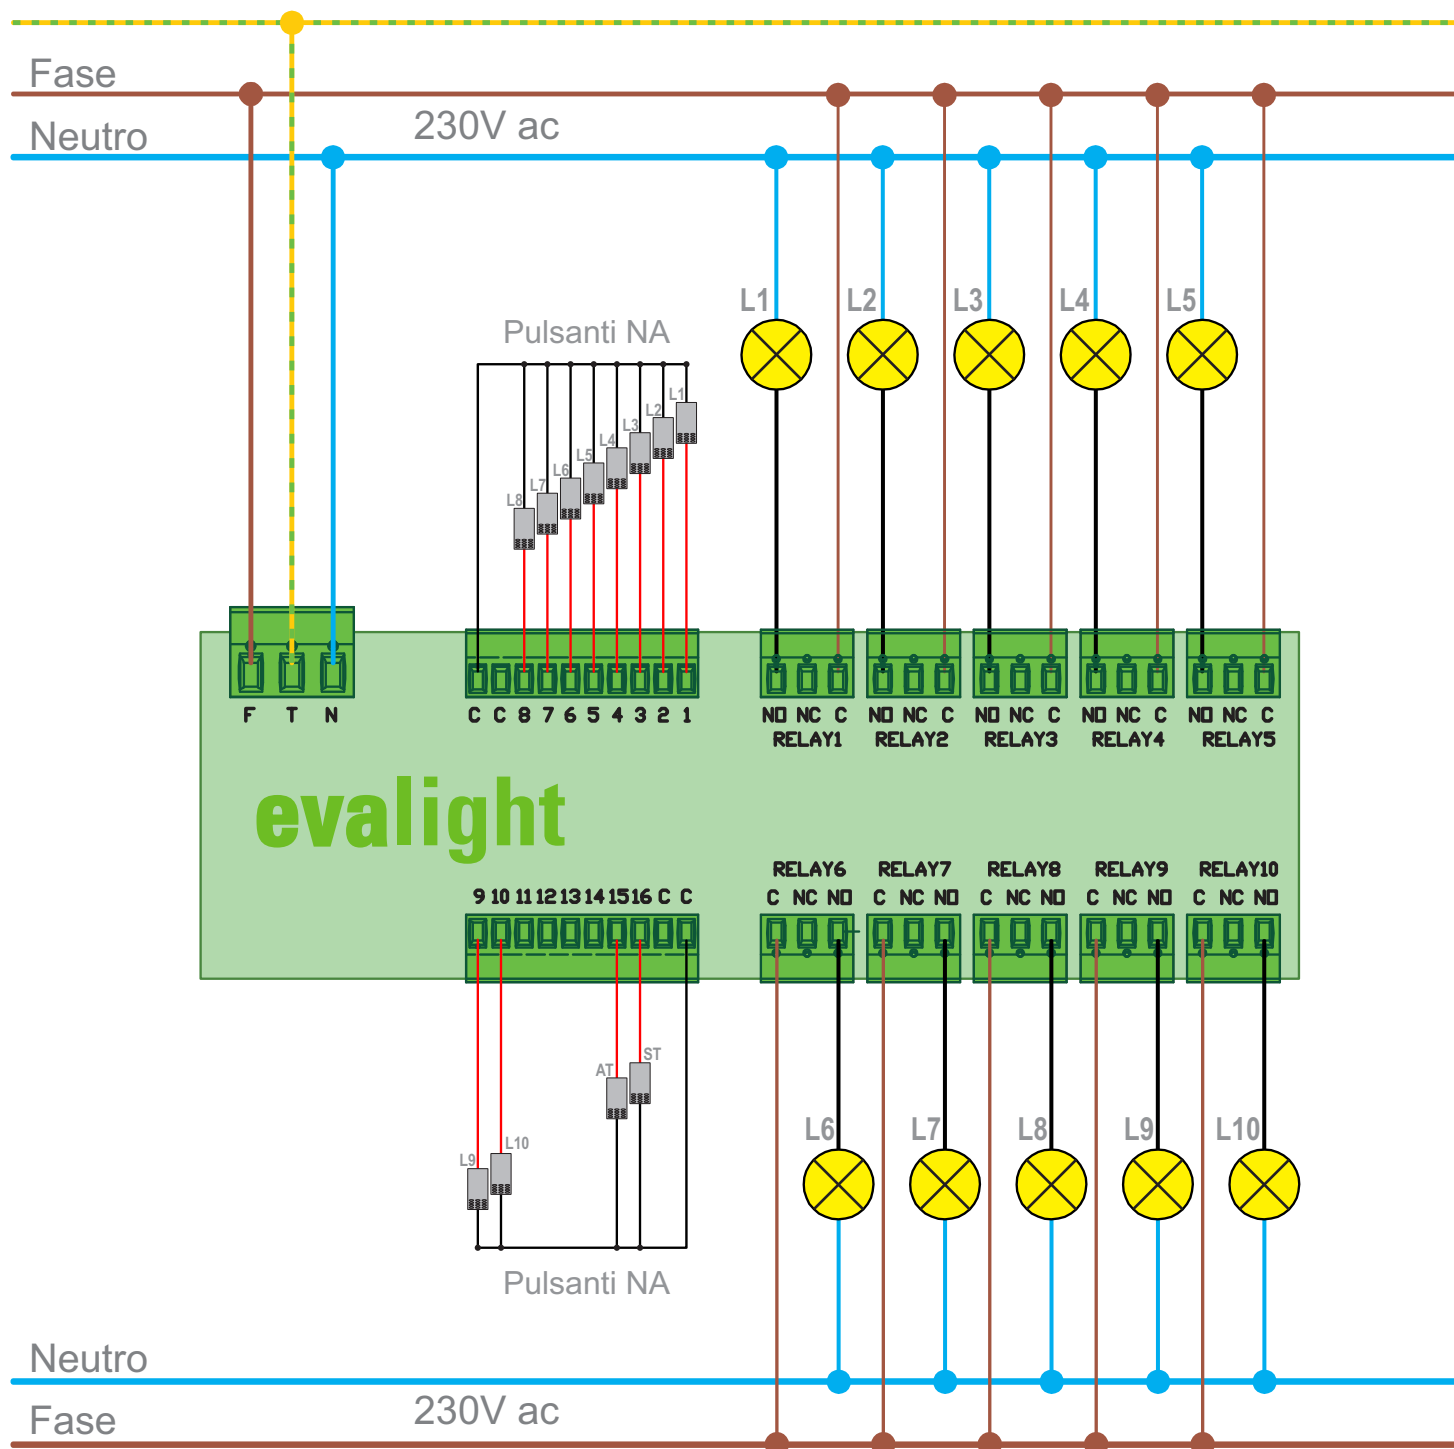 Fase
Neutro
230V ac
L1 L2 L3 L4 L5
Pulsanti NA
L1
L2
L3
L4
L5
L6
L7
L8
F T N
C C 8 7 6 5 4 3 2 1
NO NC C NO NC C NO NC C NO NC C NO NC C
RELAY1 RELAY2 RELAY3 RELAY4 RELAY5
evalight
RELAY6 RELAY7 RELAY8 RELAY9 RELAY10
9 10 11 12 13 14 15 16 C C
C NC NO C NC NO C NC NO C NC NO C NC NO
ST
AT
L10
L9
L6 L7 L8 L9 L10
Pulsanti NA
Neutro
230V ac
Fase